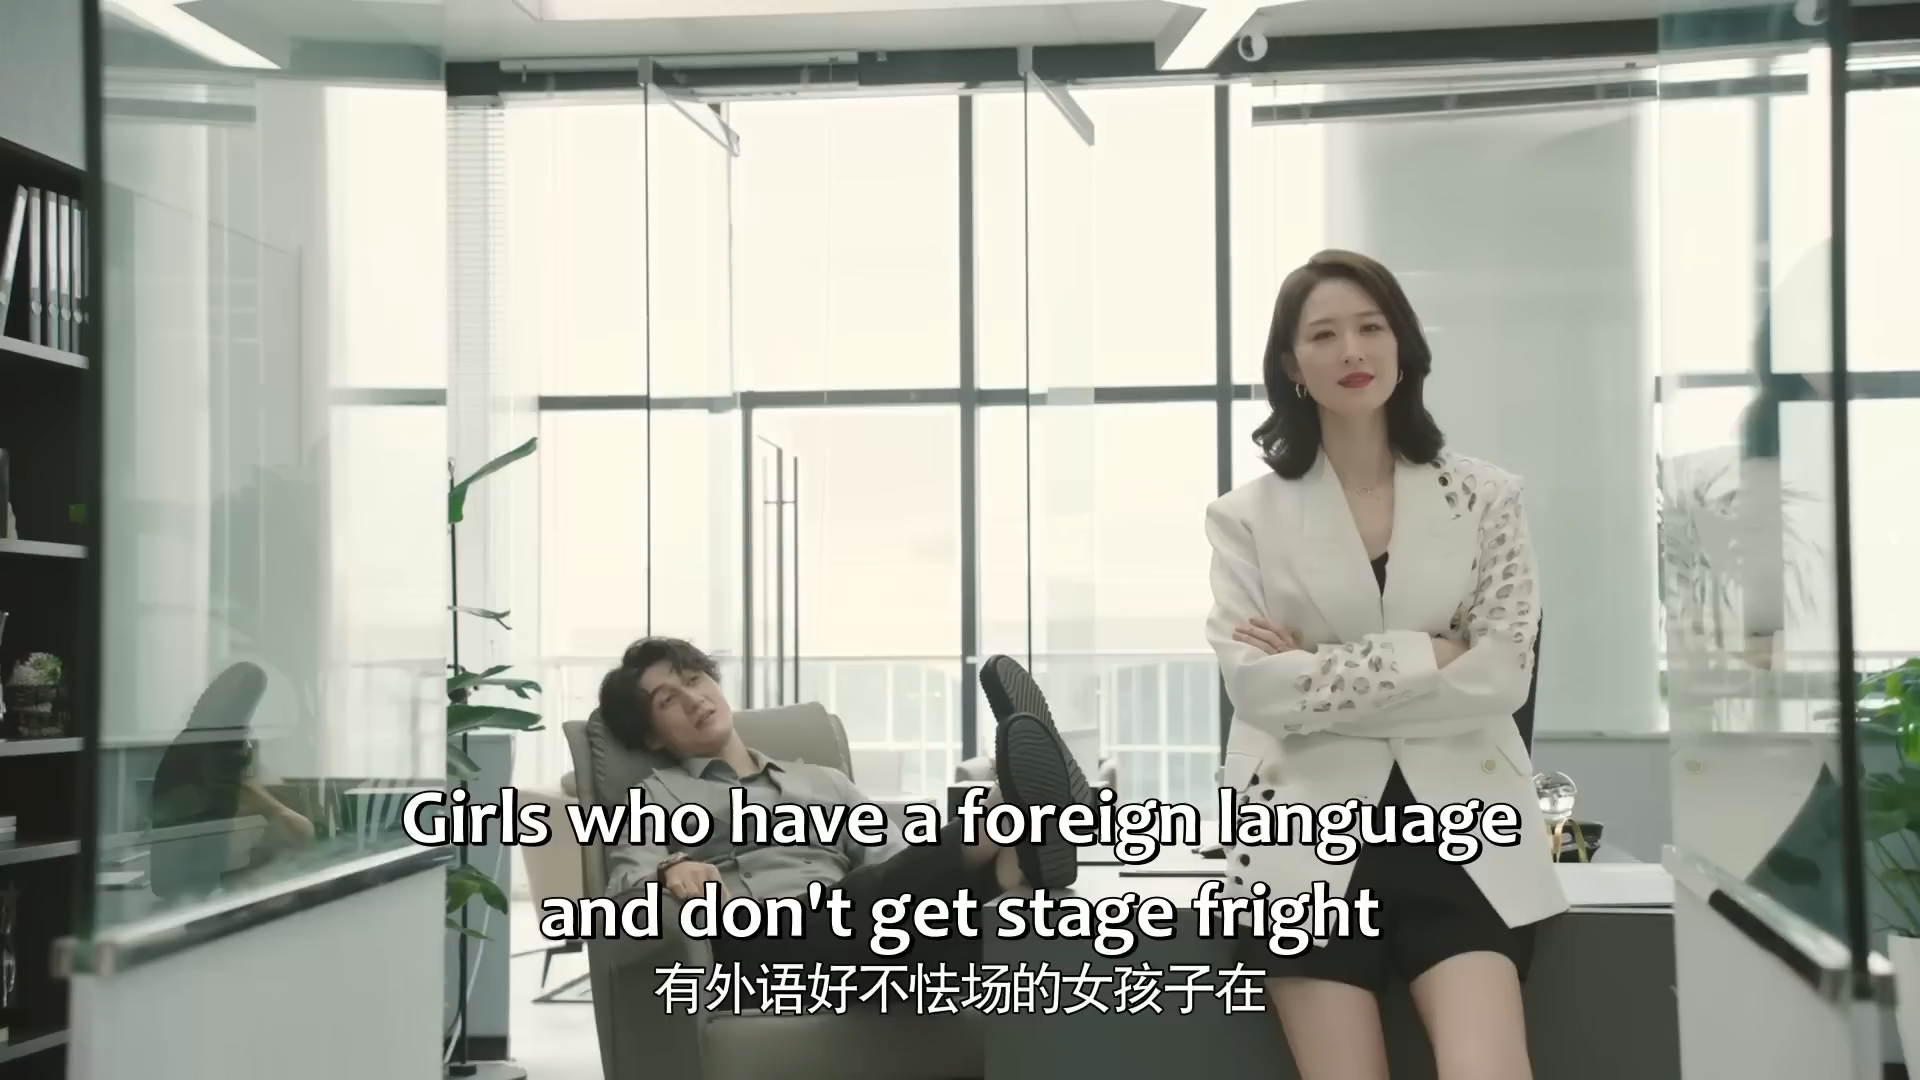 Girls who have a foreign language
and don't get stage fright
有外语好不怯场的女孩子在